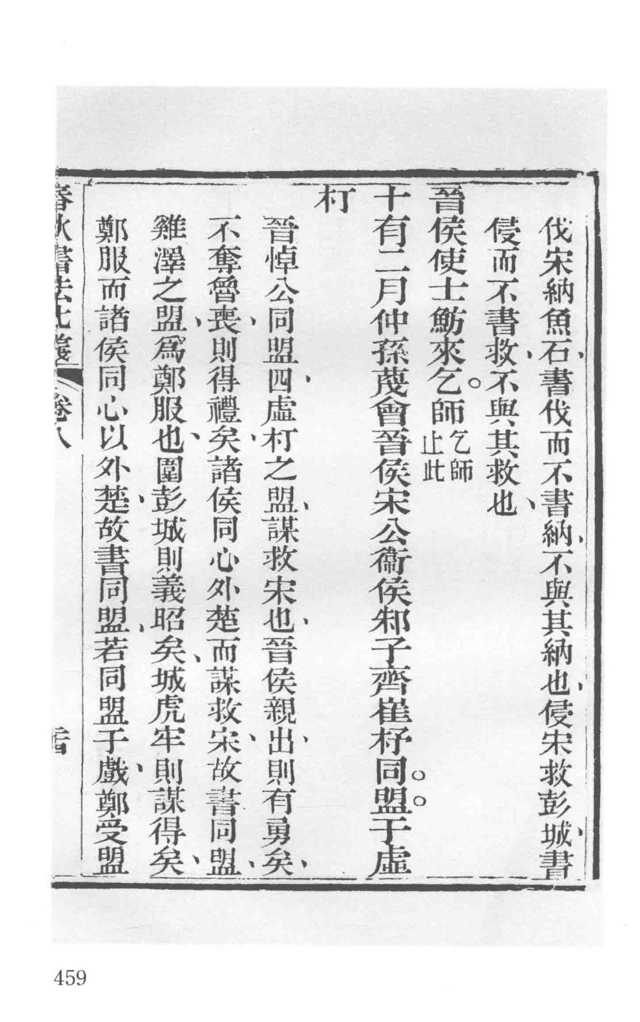 伐宋納魚石、書伐而不書納、不與其納也、侵宋救彭城、書
侵而不書救、不與其救也、
晉侯使士魴來乞師。乞師止此
十有二月仲孫蔑會晉侯宋公衞侯邾子齊崔杼同盟于虛
朾
晉悼公同盟四、虛朾之盟、謀救宋也、晉侯親出、則有勇矣、
不奪魯喪、則得禮矣、諸侯同心外楚而謀救宋、故書同盟、
雞澤之盟、爲鄭服也、圍彭城則義昭矣、城虎牢則謀得矣、
鄭服而諸侯同心以外楚、故書同盟、若同盟于戲、鄭受盟
春秋書法比義
卷八
459